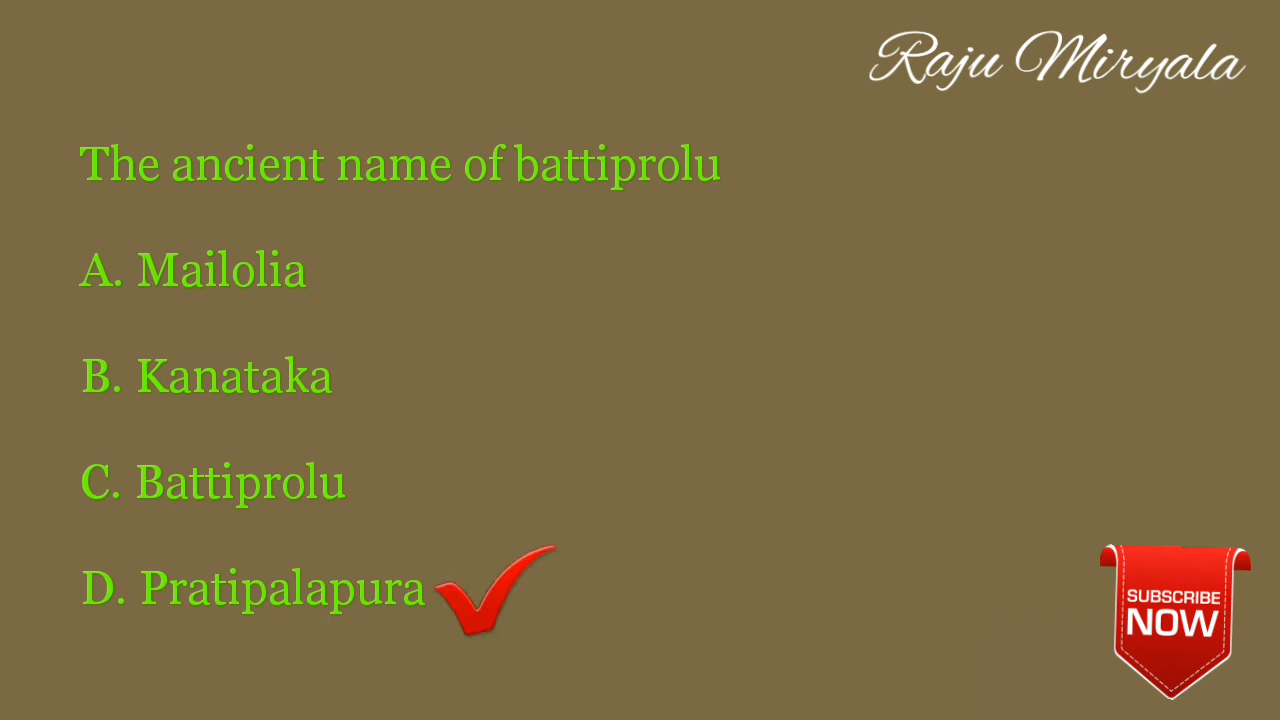 Raju Miryala
The ancient name of battiprolu
A. Mailolia
B. Kanataka
C. Battiprolu
D. Pratipalapura
SUBSCRIBE
NOW